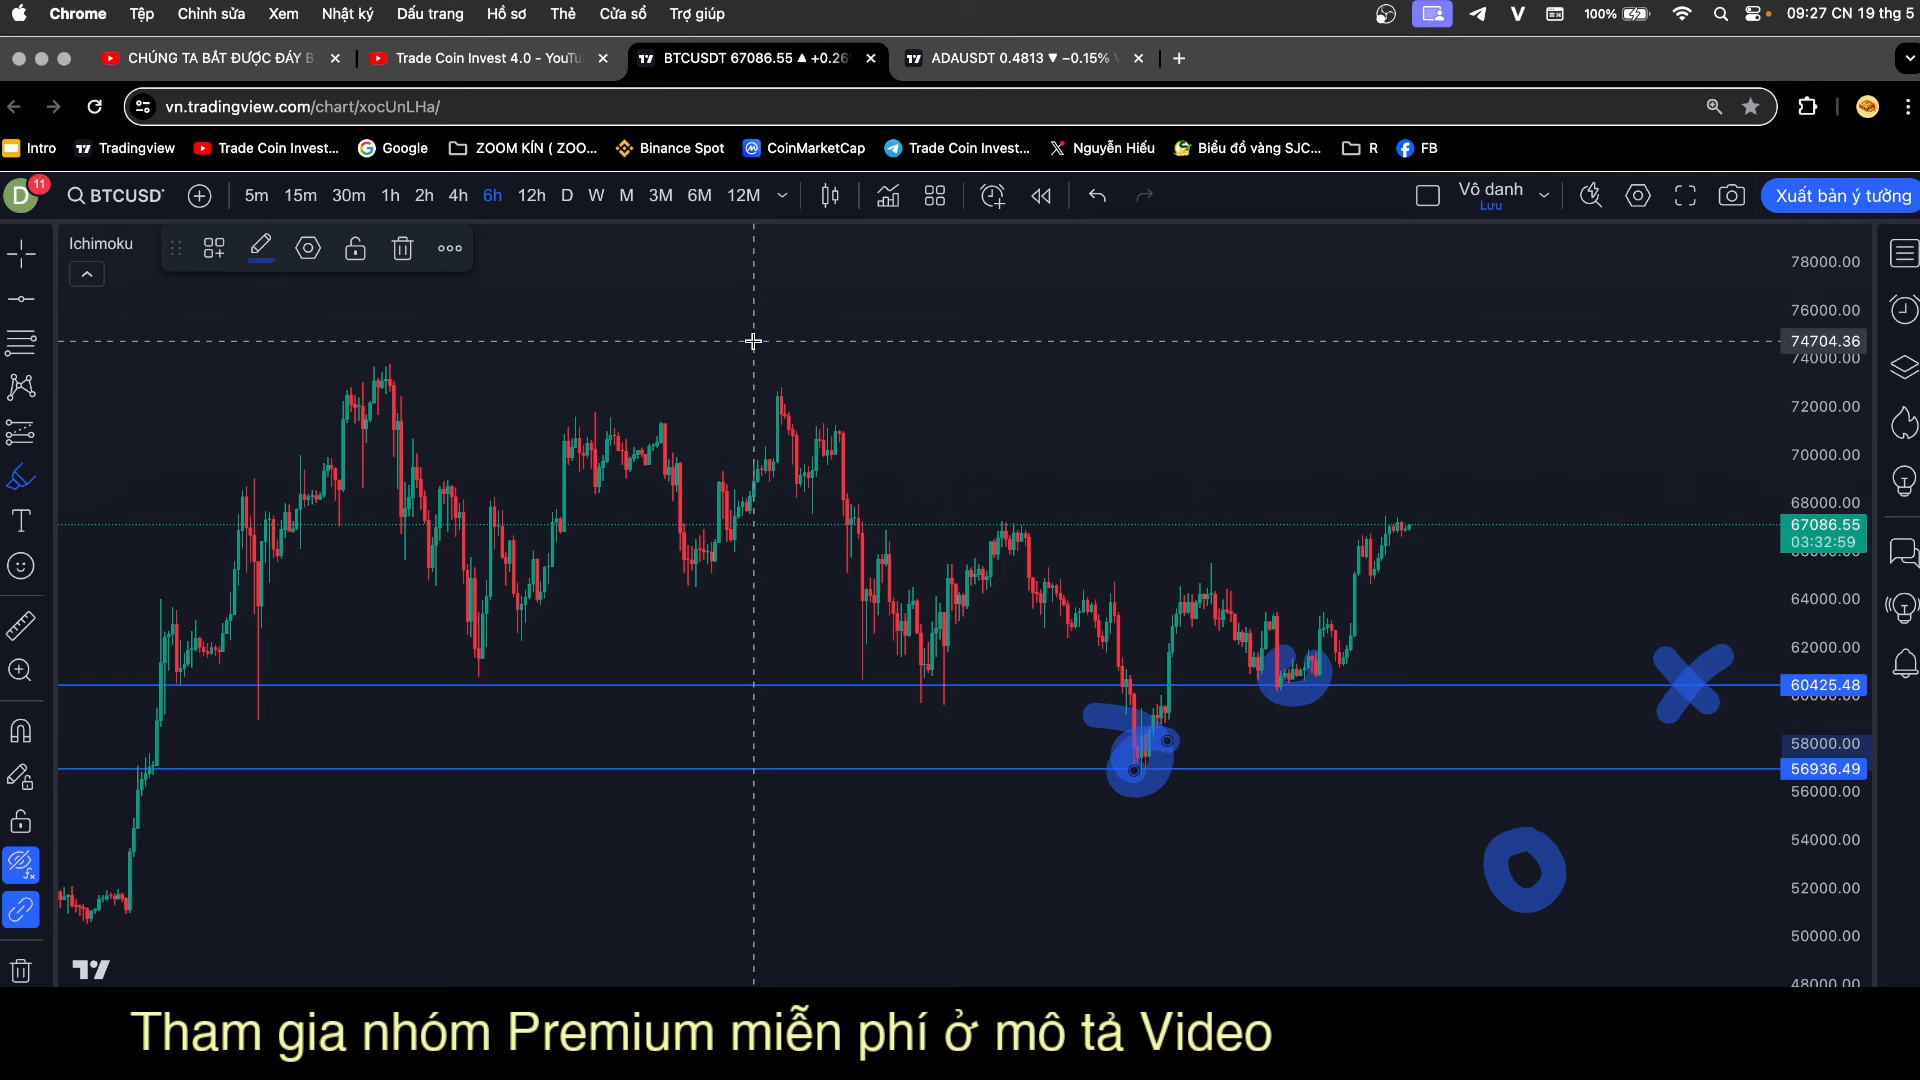 Chrome Tệp Chỉnh sửa Xem Nhật ký Dấu trang Hồ sơ Thẻ Cửa sổ Trợ giúp 100% 09:27 CN 19 thg 5
CHÚNG TA BẮT ĐƯỢC ĐÁY B Trade Coin Invest 4.0 - YouTu BTCUSDT 67086.55 ▲ +0.26 ADAUSDT 0.4813 ▼ −0.15%
vn.tradingview.com/chart/xocUnLHa/
Intro Tradingview Trade Coin Invest... Google ZOOM KÍN ( ZOO... Binance Spot CoinMarketCap Trade Coin Invest... Nguyễn Hiếu Biểu đồ vàng SJC... R FB
D 11 BTCUSDT 5m 15m 30m 1h 2h 4h 6h 12h D W M 3M 6M 12M Vô danh Xuất bản ý tưởng
Lưu
Ichimoku
78000.00
76000.00
74704.36
74000.00
72000.00
70000.00
68000.00
67086.55
03:32:59
64000.00
62000.00
60425.48
58000.00
56936.49
56000.00
54000.00
52000.00
50000.00
48000.00
Tham gia nhóm Premium miễn phí ở mô tả Video